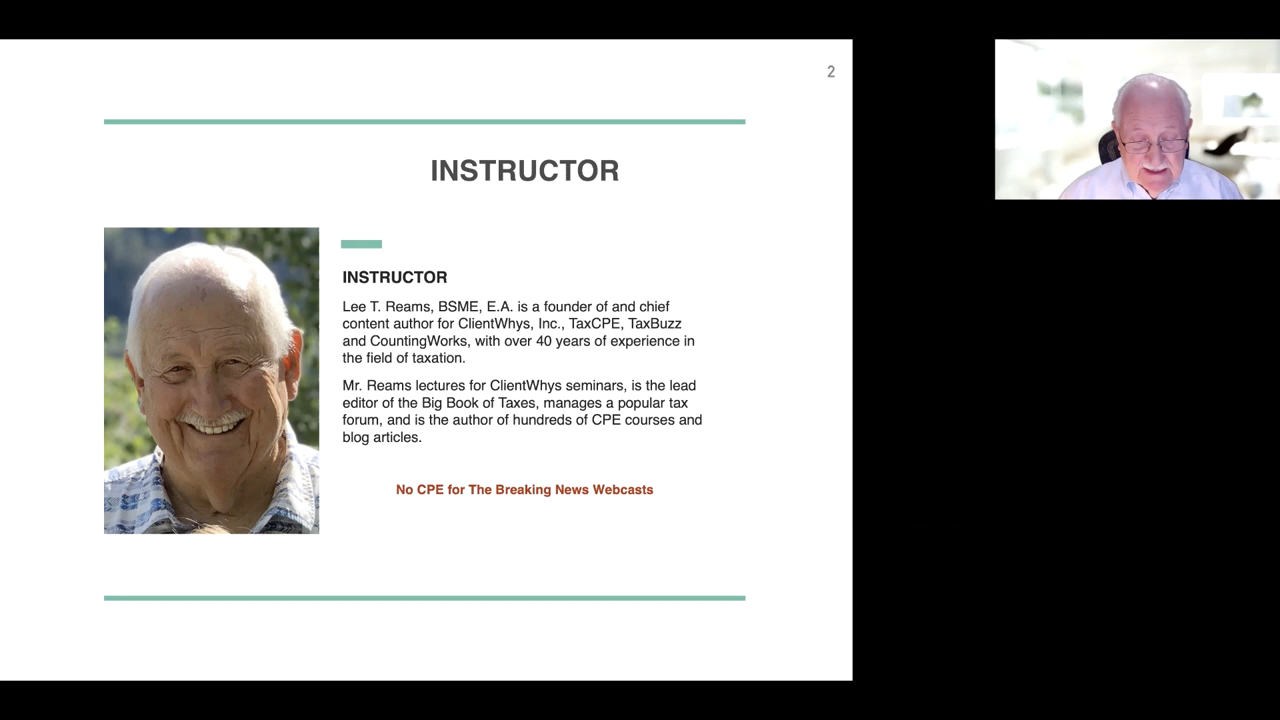 2
INSTRUCTOR
INSTRUCTOR
Lee T. Reams, BSME, E.A. is a founder of and chief
content author for ClientWhys, Inc., TaxCPE, TaxBuzz
and CountingWorks, with over 40 years of experience in
the field of taxation.
Mr. Reams lectures for ClientWhys seminars, is the lead
editor of the Big Book of Taxes, manages a popular tax
forum, and is the author of hundreds of CPE courses and
blog articles.
No CPE for The Breaking News Webcasts